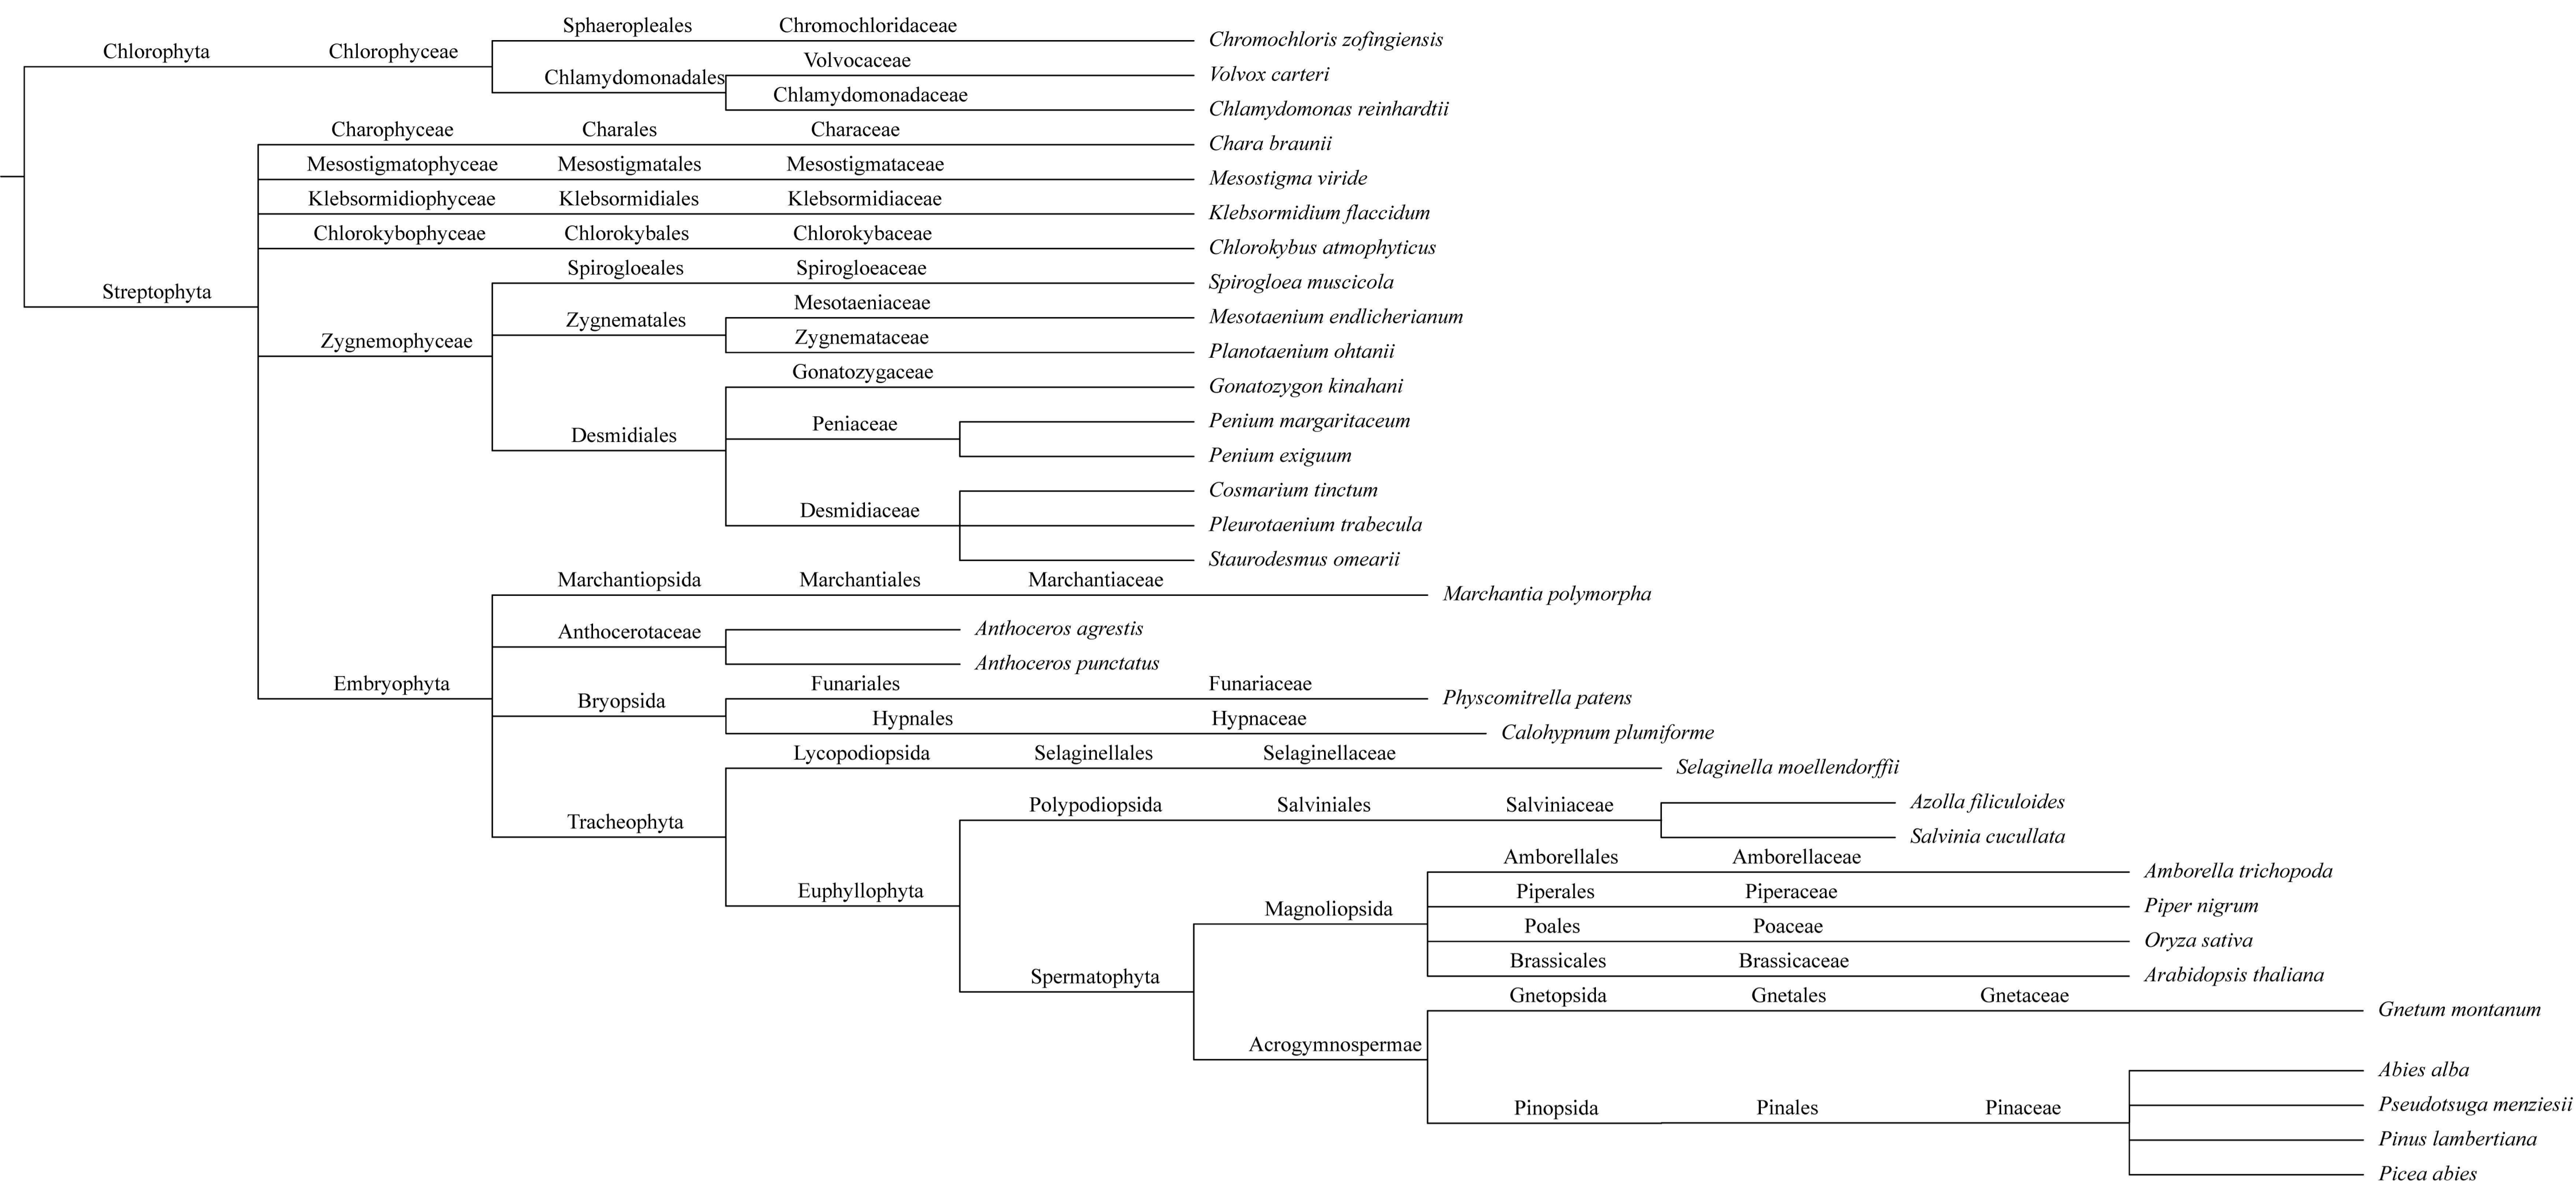 Sphaeropleales Chromochloridaceae
Chromochloris zofingiensis
Chlorophyta Chlorophyceae
Volvocaceae
Volvox carteri
Chlamydomonadales
Chlamydomonadaceae
Chlamydomonas reinhardtii
Charophyceae Charales Characeae
Chara braunii
Mesostigmatophyceae Mesostigmatales Mesostigmataceae
Mesostigma viride
Klebsormidiophyceae Klebsormidiales Klebsormidiaceae
Klebsormidium flaccidum
Chlorokybophyceae Chlorokybales Chlorokybaceae
Chlorokybus atmophyticus
Spirogloeales Spirogloeaceae
Spirogloea muscicola
Streptophyta
Mesotaeniaceae
Mesotaenium endlicherianum
Zygnematales
Zygnemophyceae
Zygnemataceae
Planotaenium ohtanii
Gonatozygaceae
Gonatozygon kinahani
Peniaceae
Penium margaritaceum
Desmidiales
Penium exiguum
Cosmarium tinctum
Desmidiaceae
Pleurotaenium trabecula
Staurodesmus omearii
Marchantiopsida Marchantiales Marchantiaceae
Marchantia polymorpha
Anthocerotaceae
Anthoceros agrestis
Anthoceros punctatus
Embryophyta
Funariales Funariaceae
Physcomitrella patens
Bryopsida
Hypnales Hypnaceae
Calohypnum plumiforme
Lycopodiopsida Selaginellales Selaginellaceae
Selaginella moellendorffii
Tracheophyta
Polypodiopsida Salviniales Salviniaceae
Azolla filiculoides
Salvinia cucullata
Euphyllophyta
Amborellales Amborellaceae
Amborella trichopoda
Piperales Piperaceae
Piper nigrum
Magnoliopsida
Poales Poaceae
Oryza sativa
Brassicales Brassicaceae
Arabidopsis thaliana
Spermatophyta
Gnetopsida Gnetales Gnetaceae
Gnetum montanum
Acrogymnospermae
Abies alba
Pinopsida Pinales Pinaceae
Pseudotsuga menziesii
Pinus lambertiana
Picea abies